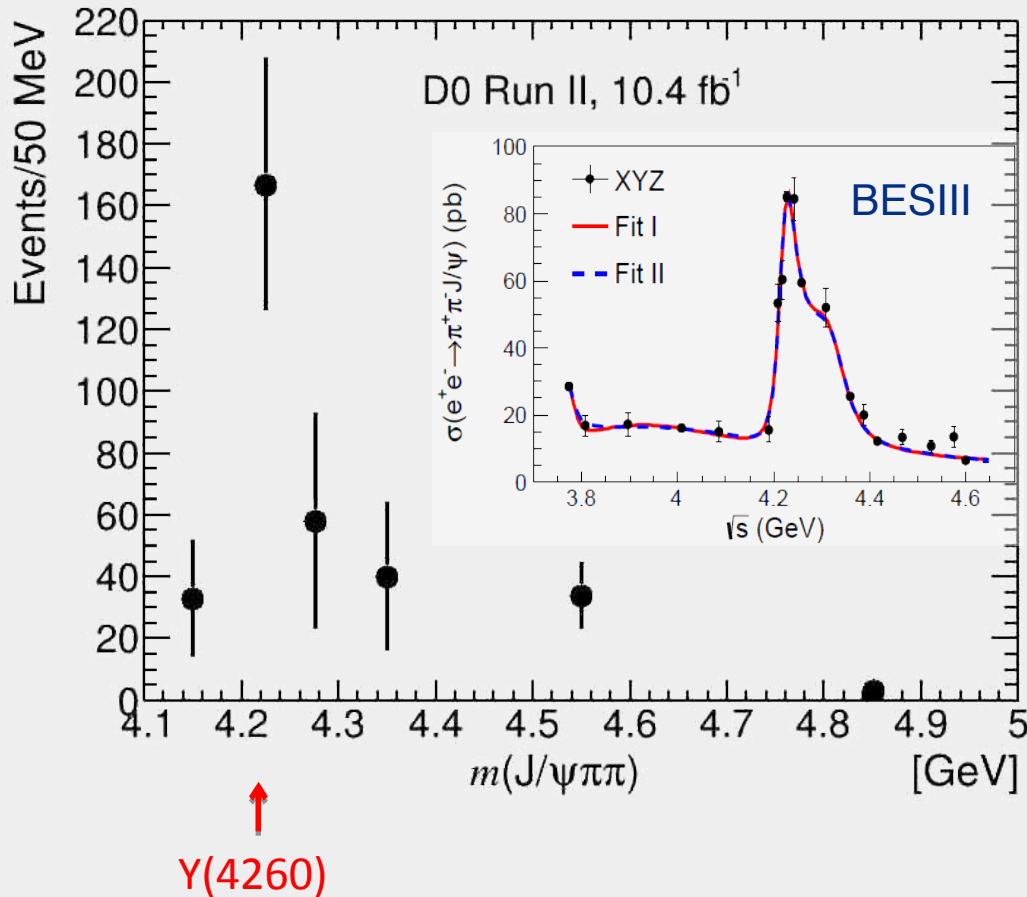 Events/50 MeV
220
200
180
160
140
120
100
80
60
40
20
0
D0 Run II, 10.4 fb⁻¹
BESIII
XYZ
Fit I
Fit II
σ(e⁺e⁻→π⁺π⁻J/ψ) (pb)
100
80
60
40
20
0
3.8 4 4.2 4.4 4.6
√s (GeV)
4.1 4.2 4.3 4.4 4.5 4.6 4.7 4.8 4.9 5
m(J/ψππ) [GeV]
Y(4260)